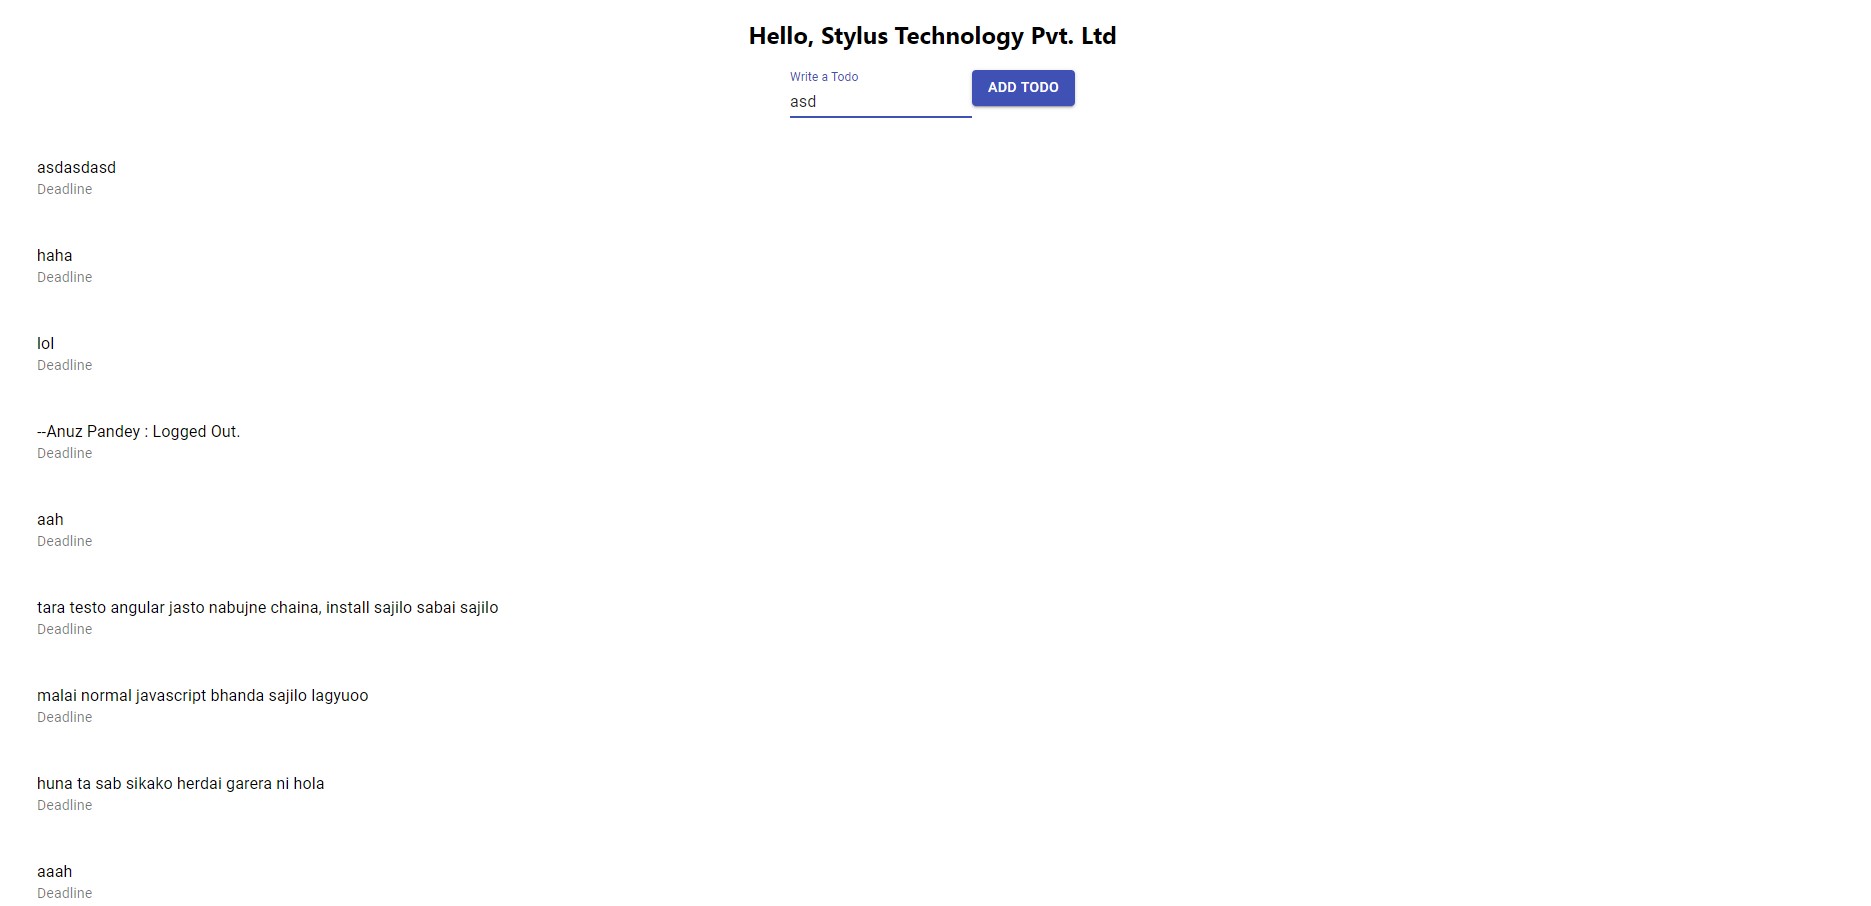 Hello, Stylus Technology Pvt. Ltd
Write a Todo
asd
ADD TODO
asdasdasd
Deadline
haha
Deadline
lol
Deadline
--Anuz Pandey : Logged Out.
Deadline
aah
Deadline
tara testo angular jasto nabujne chaina, install sajilo sabai sajilo
Deadline
malai normal javascript bhanda sajilo lagyuoo
Deadline
huna ta sab sikako herdai garera ni hola
Deadline
aaah
Deadline